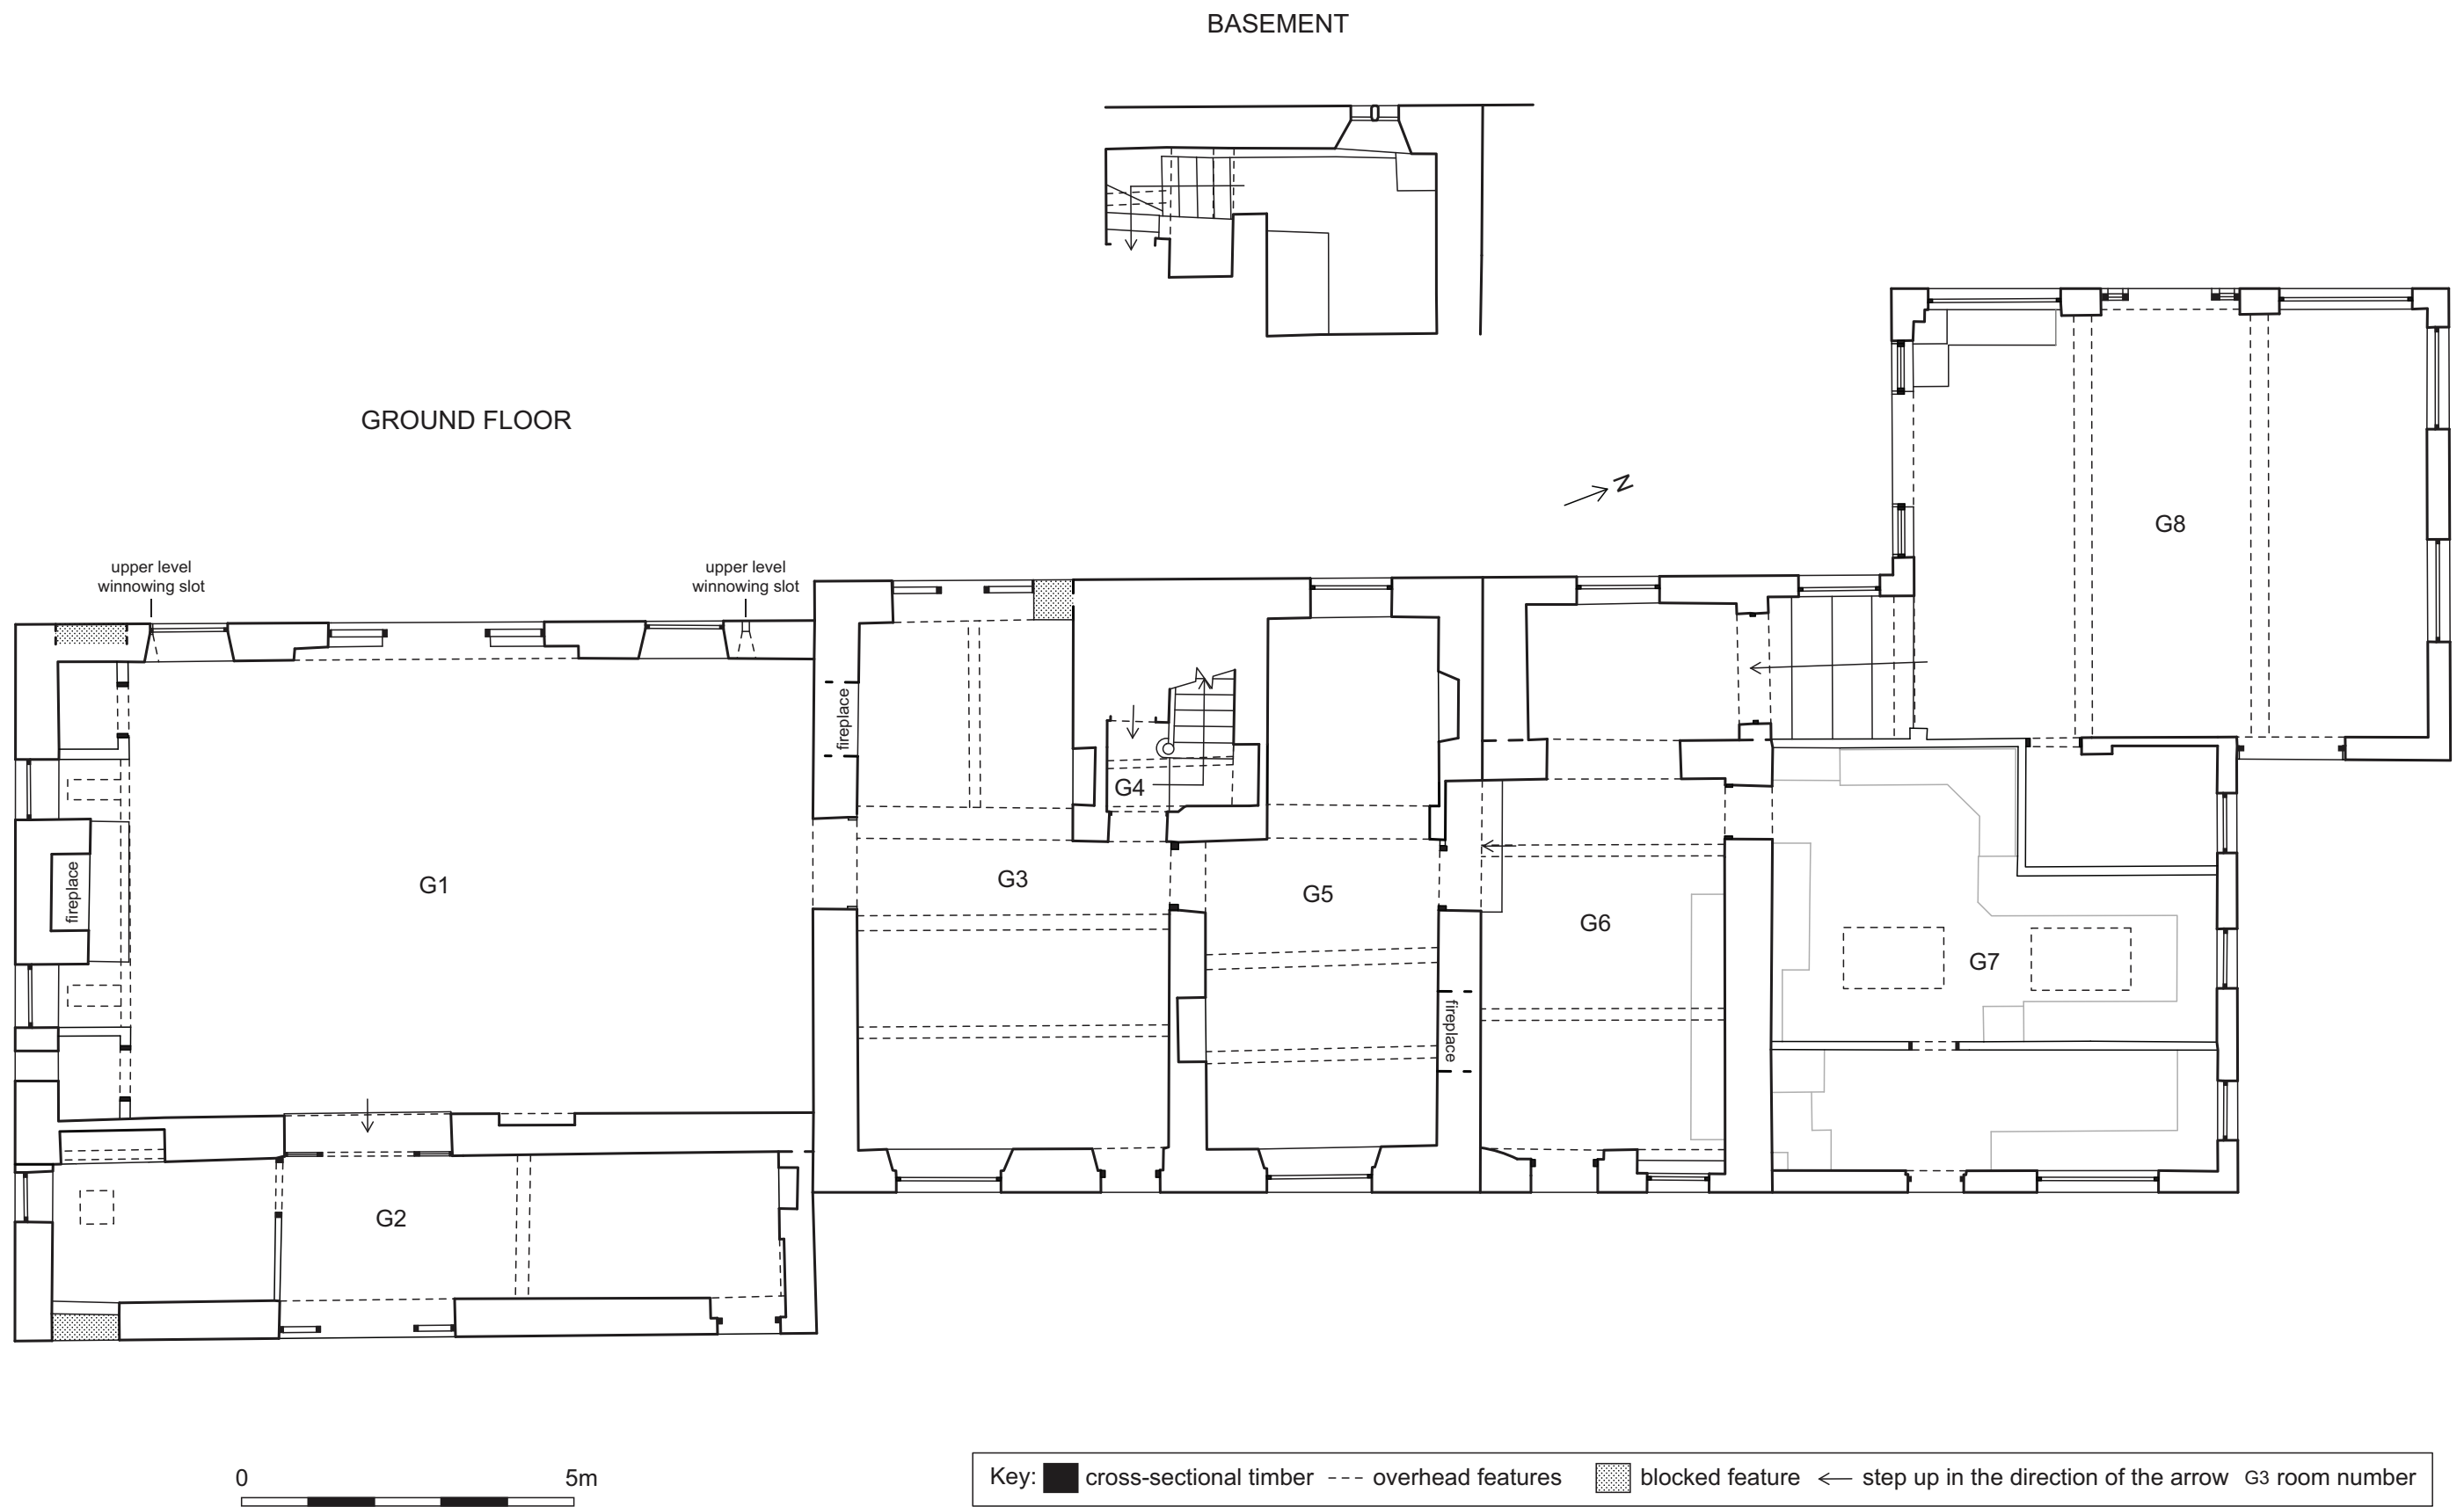 BASEMENT
GROUND FLOOR
N
G8
upper level
winnowing slot
upper level
winnowing slot
fireplace
G4
G1
fireplace
G3
G5
G6
G7
fireplace
G2
0 5m
Key: cross-sectional timber overhead features blocked feature step up in the direction of the arrow G3 room number